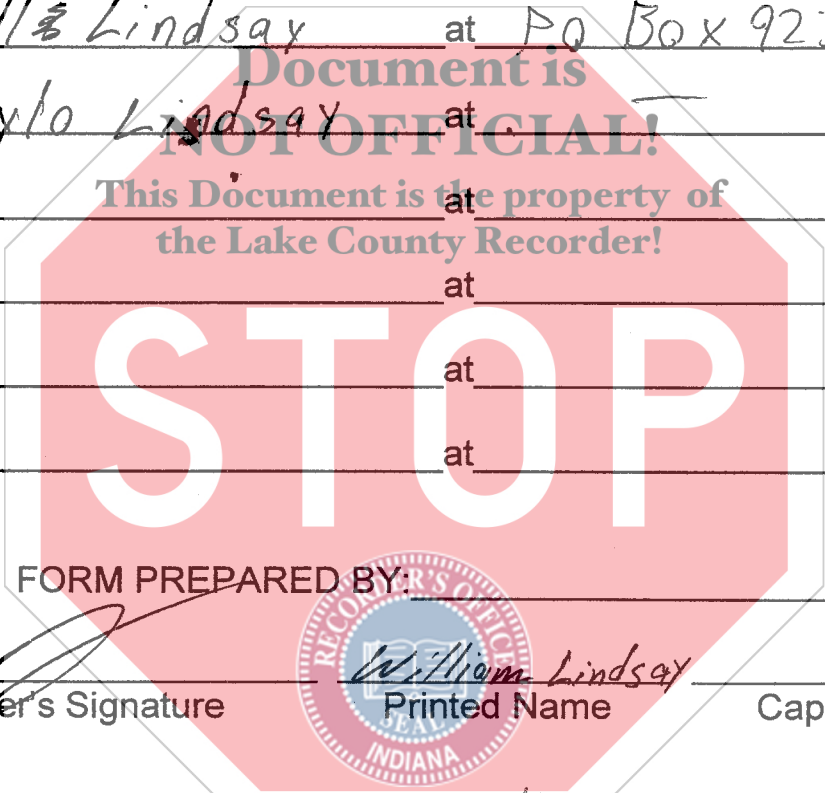 Lindsay at PO Box 92
Document is
Lindsay at
NOT OFFICIAL!
This Document is the property of
at
the Lake County Recorder!
at
STOP
at
at
FORM PREPARED BY:
RECORDER'S OFFICE
William Lindsay
er's Signature Printed Name Cap
SEAL
INDIANA